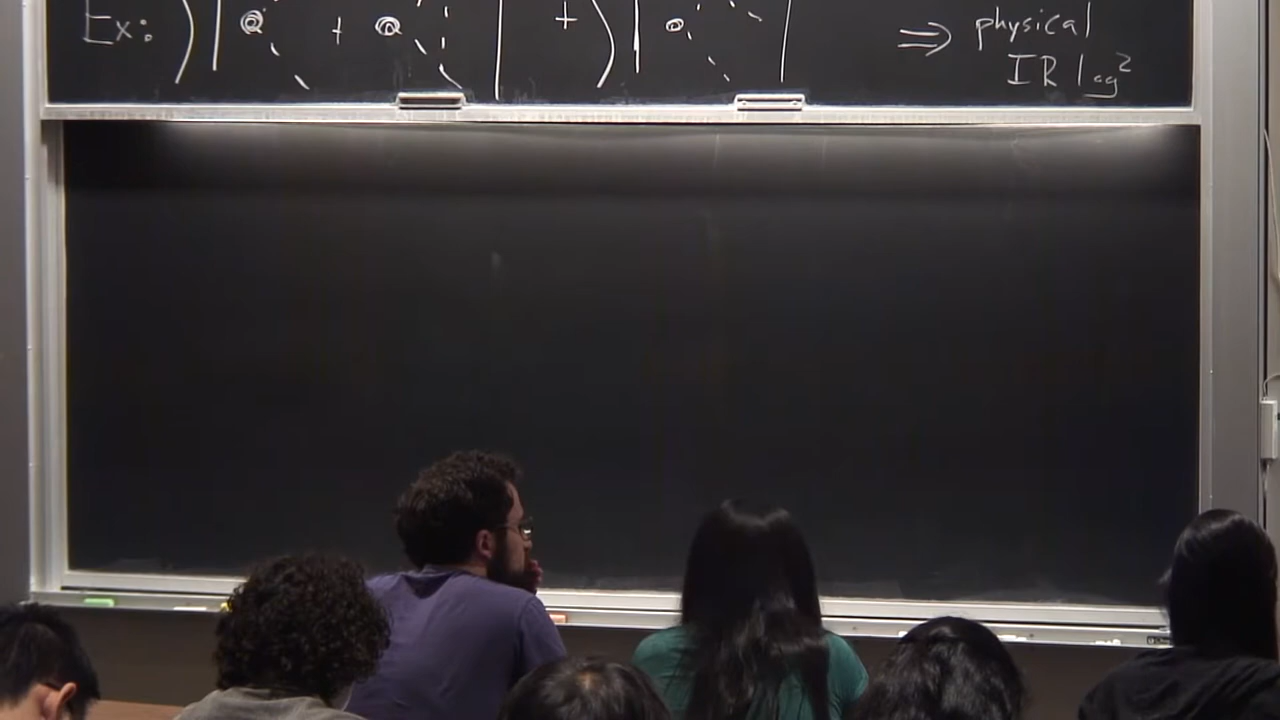 Ex: ) | + | + ) | | ⇒ physical
IR log²